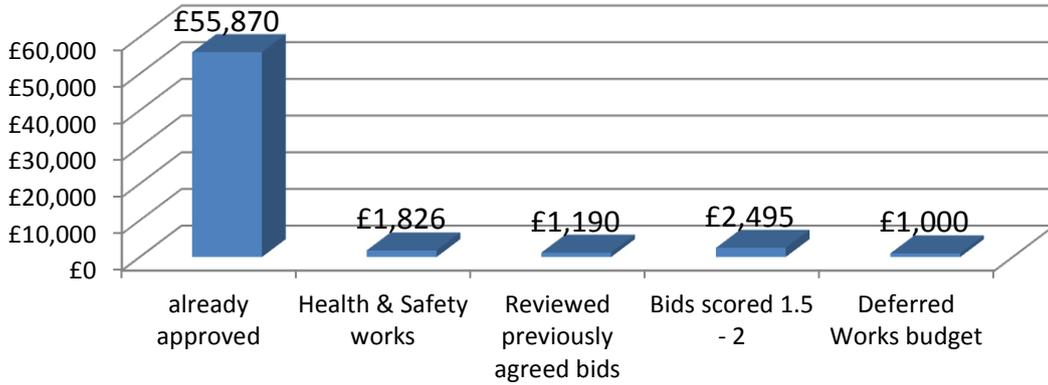 £55,870
£60,000
£50,000
£40,000
£30,000
£20,000
£10,000
£0
£1,826
£1,190
£2,495
£1,000
already
approved
Health & Safety
works
Reviewed
previously
agreed bids
Bids scored 1.5
- 2
Deferred
Works budget